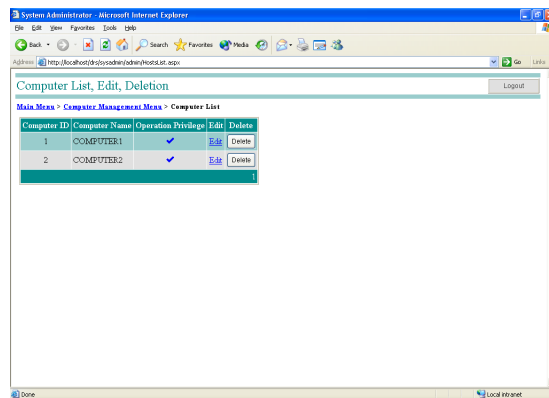 System Administrator - Microsoft Internet Explorer
File Edit View Favorites Tools Help
Back Search Favorites Media
Address http://localhost/drs/sysadmin/admin/HostsList.aspx Go Links
Computer List, Edit, Deletion Logout
Main Menu > Computer Management Menu > Computer List
Computer ID Computer Name Operation Privilege Edit Delete
1 COMPUTER1 Edit Delete
2 COMPUTER2 Edit Delete
1
Done Local intranet